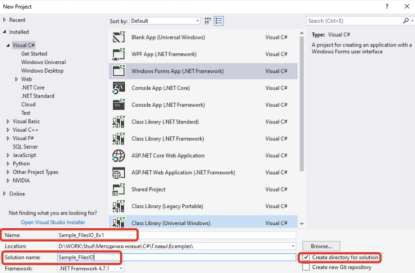 New Project
Recent
Sort by: Default
Search (Ctrl+E)
Installed
Visual C#
Get Started
Windows Universal
Windows Desktop
Web
.NET Core
.NET Standard
Cloud
Test
Visual Basic
Visual C++
Visual F#
SQL Server
JavaScript
Python
Other Project Types
NVIDIA
Online
Not finding what you are looking for?
Open Visual Studio Installer
Blank App (Universal Windows) Visual C#
WPF App (.NET Framework) Visual C#
Windows Forms App (.NET Framework) Visual C#
Console App (.NET Core) Visual C#
Console App (.NET Framework) Visual C#
Class Library (.NET Standard) Visual C#
Class Library (.NET Framework) Visual C#
ASP.NET Core Web Application Visual C#
ASP.NET Web Application (.NET Framework) Visual C#
Shared Project Visual C#
Class Library (Legacy Portable) Visual C#
Class Library (Universal Windows) Visual C#
Type: Visual C#
A project for creating an application with a
Windows Forms user interface
Name: Sample_FilesIO_Ex1
Location:
Browse...
Solution name: Sample_FilesIO
Create directory for solution
Create new Git repository
Framework: .NET Framework 4.7.1